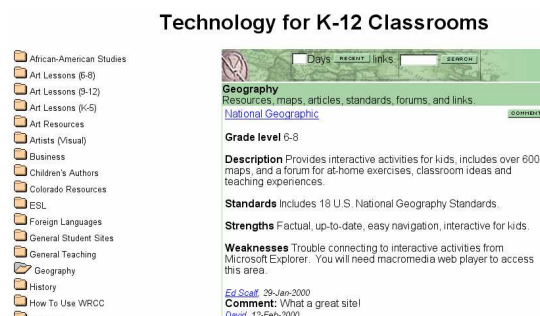 Technology for K-12 Classrooms
African-American Studies
Art Lessons (6-8)
Art Lessons (9-12)
Art Lessons (K-5)
Art Resources
Artists (Visual)
Business
Children's Authors
Colorado Resources
ESL
Foreign Languages
General Student Sites
General Teaching
Geography
History
How To Use WRCC
Days RECENT links SEARCH
Geography
Resources, maps, articles, standards, forums, and links.
National Geographic COMMENT
Grade level 6-8
Description Provides interactive activities for kids, includes over 600
maps, and a forum for at-home exercises, classroom ideas and
teaching experiences.
Standards Includes 18 U.S. National Geography Standards.
Strengths Factual, up-to-date, easy navigation, interactive for kids.
Weaknesses Trouble connecting to interactive activities from
Microsoft Explorer. You will need macromedia web player to access
this area.
Ed Scalf, 29-Jan-2000
Comment: What a great site!
David, 12-Feb-2000